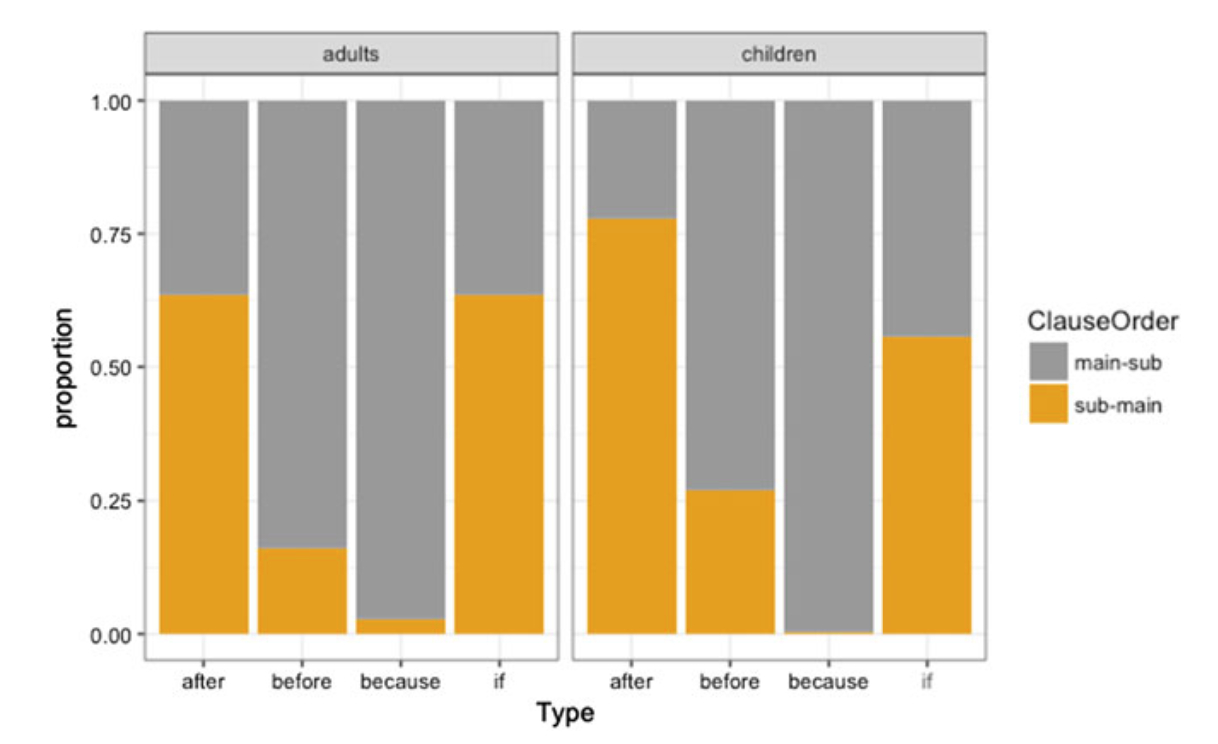 adults children
1.00
0.75
0.50
0.25
0.00
proportion
after before because if after before because if
Type
ClauseOrder
main-sub
sub-main